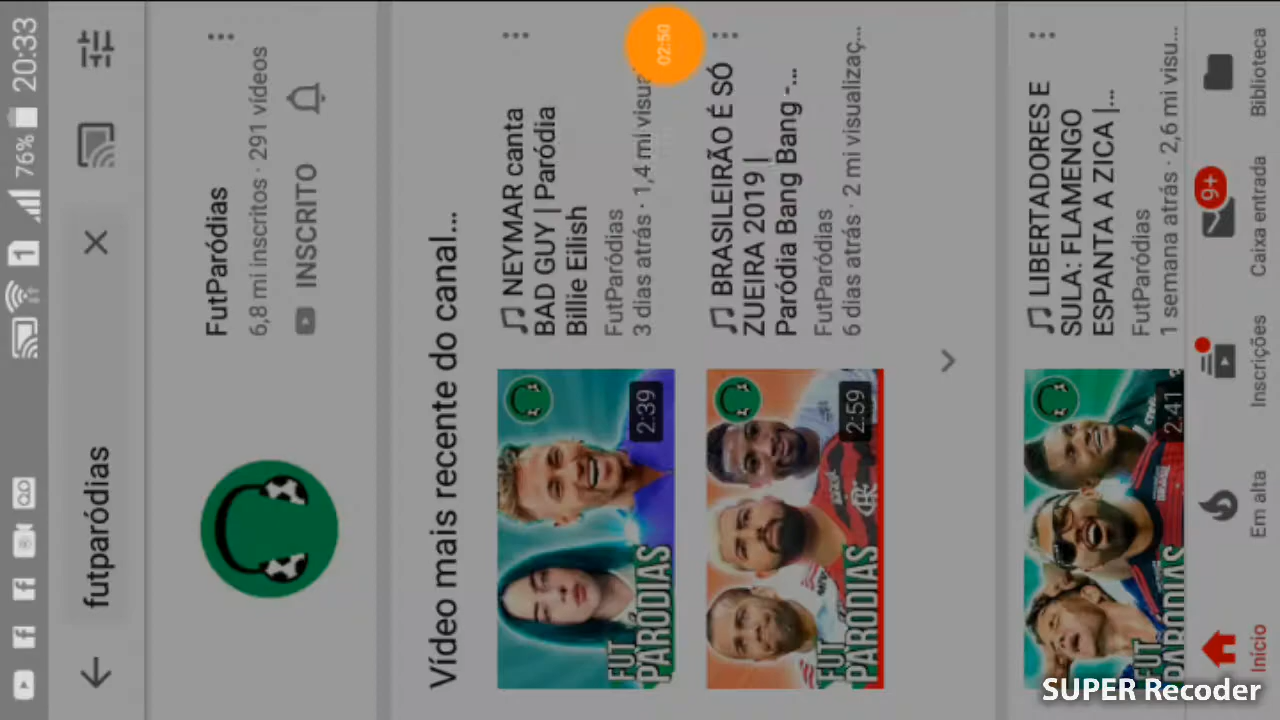 1 76% 20:33
futparódias
FutParódias
6,8 mi inscritos · 291 vídeos
INSCRITO
Vídeo mais recente do canal...
NEYMAR canta
BAD GUY | Paródia
Billie Eilish
FutParódias
3 dias atrás · 1,4 mi visua
02:50
FUT
PARÓDIAS
2:39
BRASILEIRÃO É SÓ
ZUEIRA 2019 |
Paródia Bang Bang -...
FutParódias
6 dias atrás · 2 mi visualizaç...
FUT
PARÓDIAS
2:59
LIBERTADORES E
SULA: FLAMENGO
ESPANTA A ZICA |...
FutParódias
1 semana atrás · 2,6 mi visu...
FUT
PARÓDIAS
2:41
Início
Em alta
Inscrições
Caixa entrada
9+
Biblioteca
SUPER Recoder